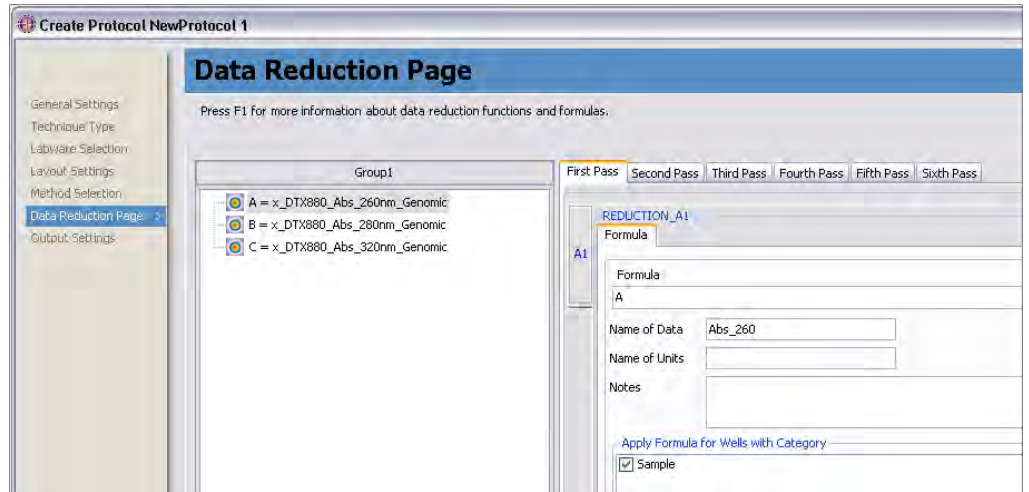 Create Protocol NewProtocol 1
Data Reduction Page
Press F1 for more information about data reduction functions and formulas.
General Settings
Technique Type
Labware Selection
Layout Settings
Method Selection
Data Reduction Page >
Output Settings
Group1
A = x_DTX880_Abs_260nm_Genomic
B = x_DTX880_Abs_280nm_Genomic
C = x_DTX880_Abs_320nm_Genomic
First Pass Second Pass Third Pass Fourth Pass Fifth Pass Sixth Pass
A1
REDUCTION_A1
Formula
Formula
A
Name of Data Abs_260
Name of Units
Notes
Apply Formula for Wells with Category
Sample